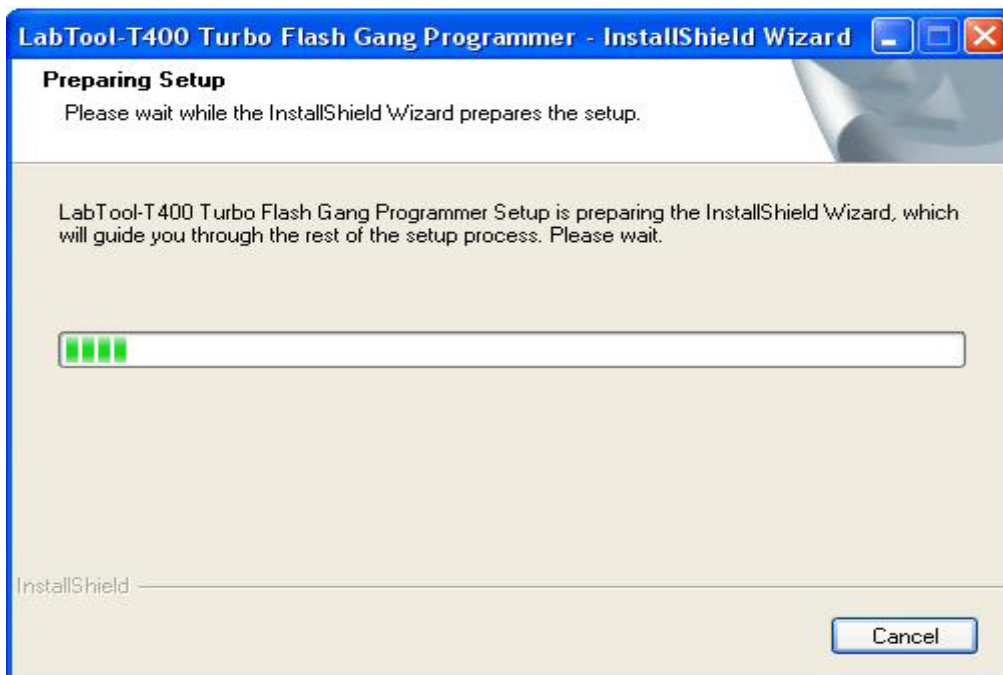 LabTool-T400 Turbo Flash Gang Programmer - InstallShield Wizard
Preparing Setup
Please wait while the InstallShield Wizard prepares the setup.
LabTool-T400 Turbo Flash Gang Programmer Setup is preparing the InstallShield Wizard, which
will guide you through the rest of the setup process. Please wait.
InstallShield
Cancel